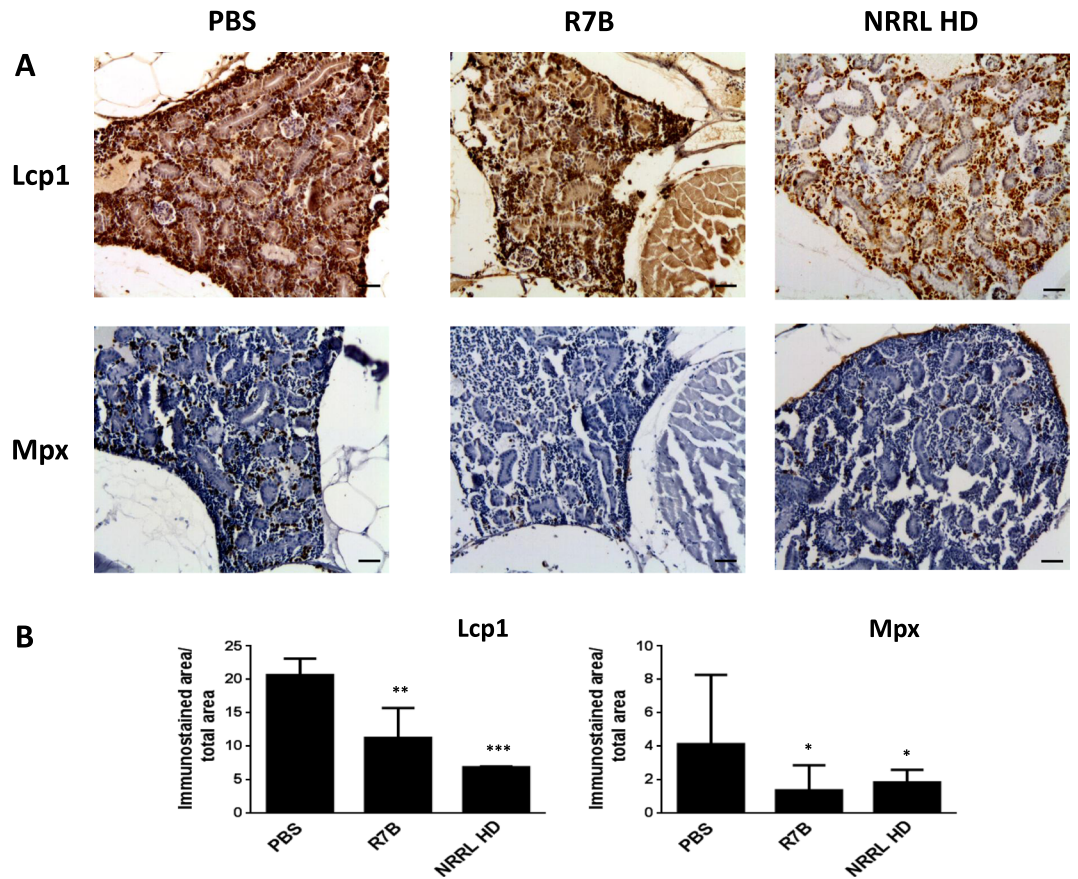 PBS R7B NRRL HD
A
Lcp1
Mpx
B
Lcp1
Immunostained area/
total area
25
20
15
10
5
0
**
***
PBS R7B NRRL HD
Mpx
Immunostained area/
total area
10
8
6
4
2
0
*
*
PBS R7B NRRL HD